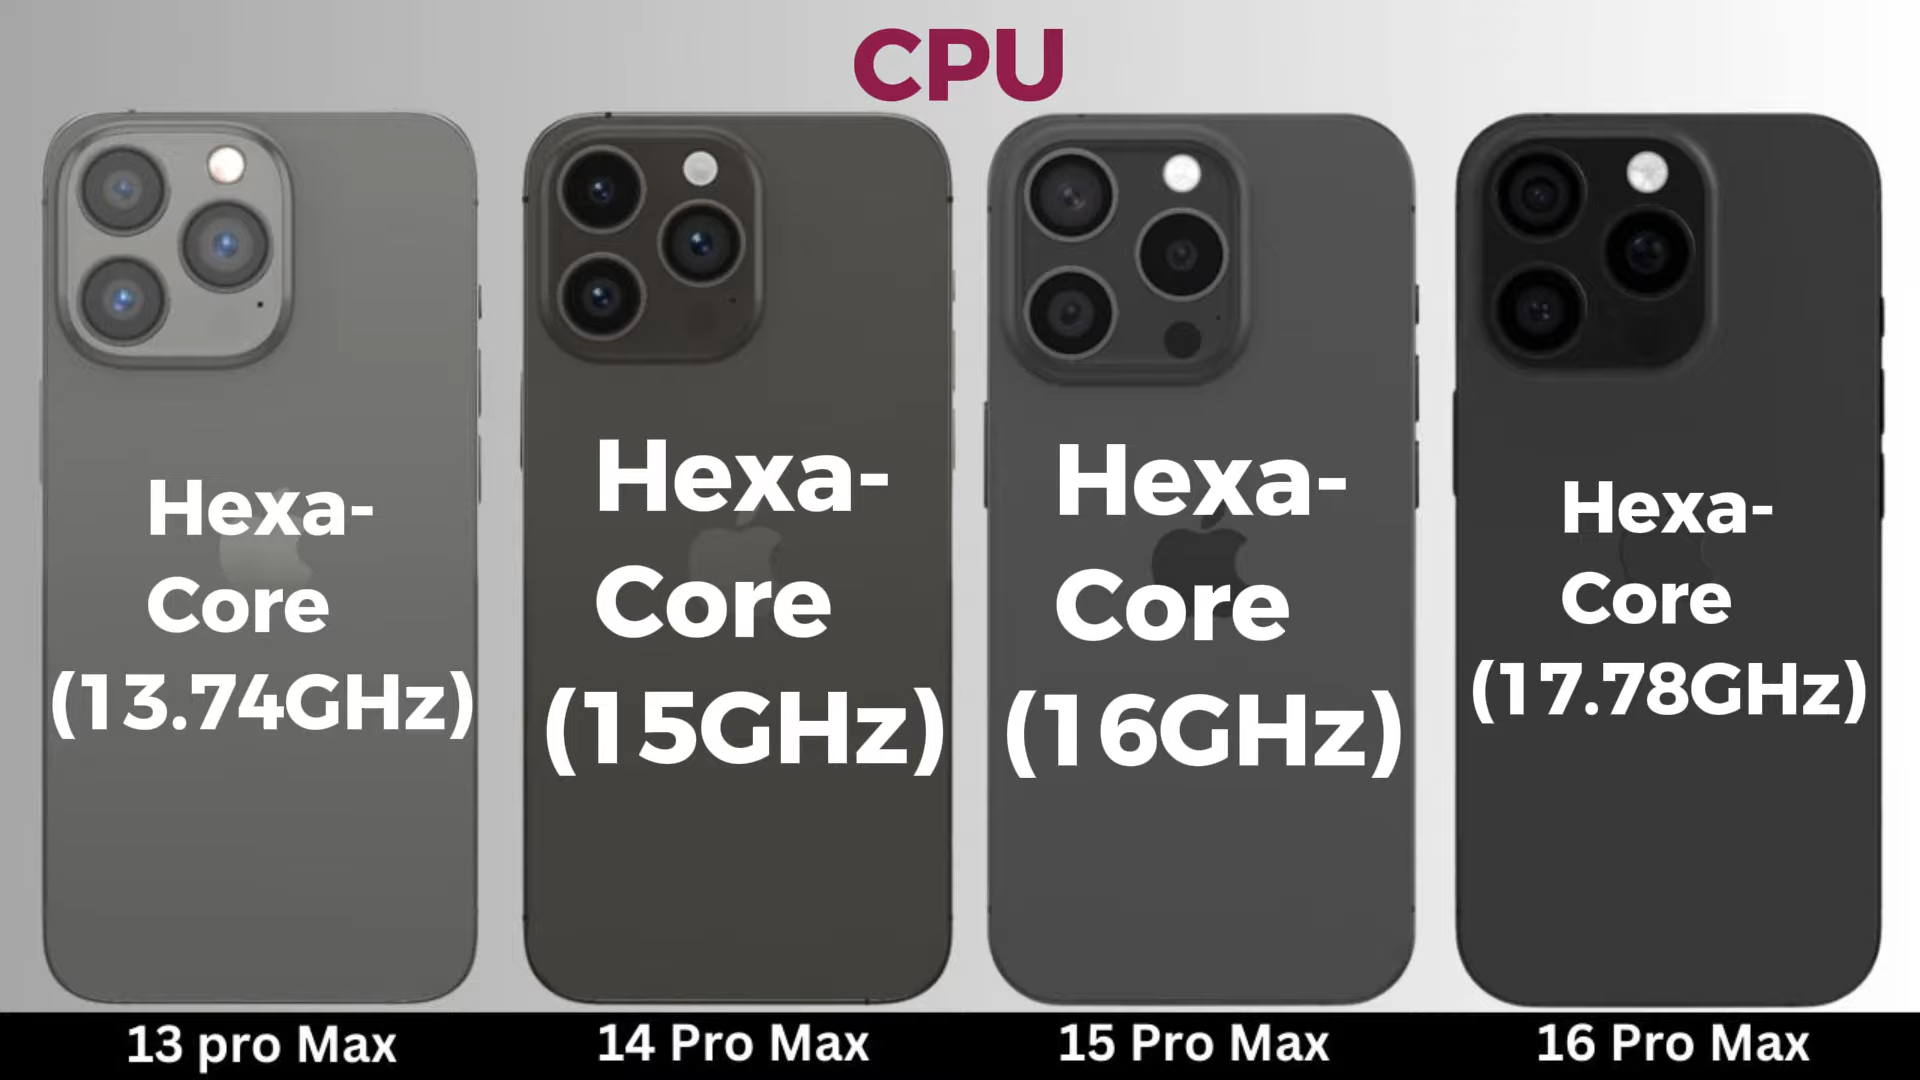 CPU
Hexa-
Core
(13.74GHz)
Hexa-
Core
(15GHz)
Hexa-
Core
(16GHz)
Hexa-
Core
(17.78GHz)
13 pro Max
14 Pro Max
15 Pro Max
16 Pro Max